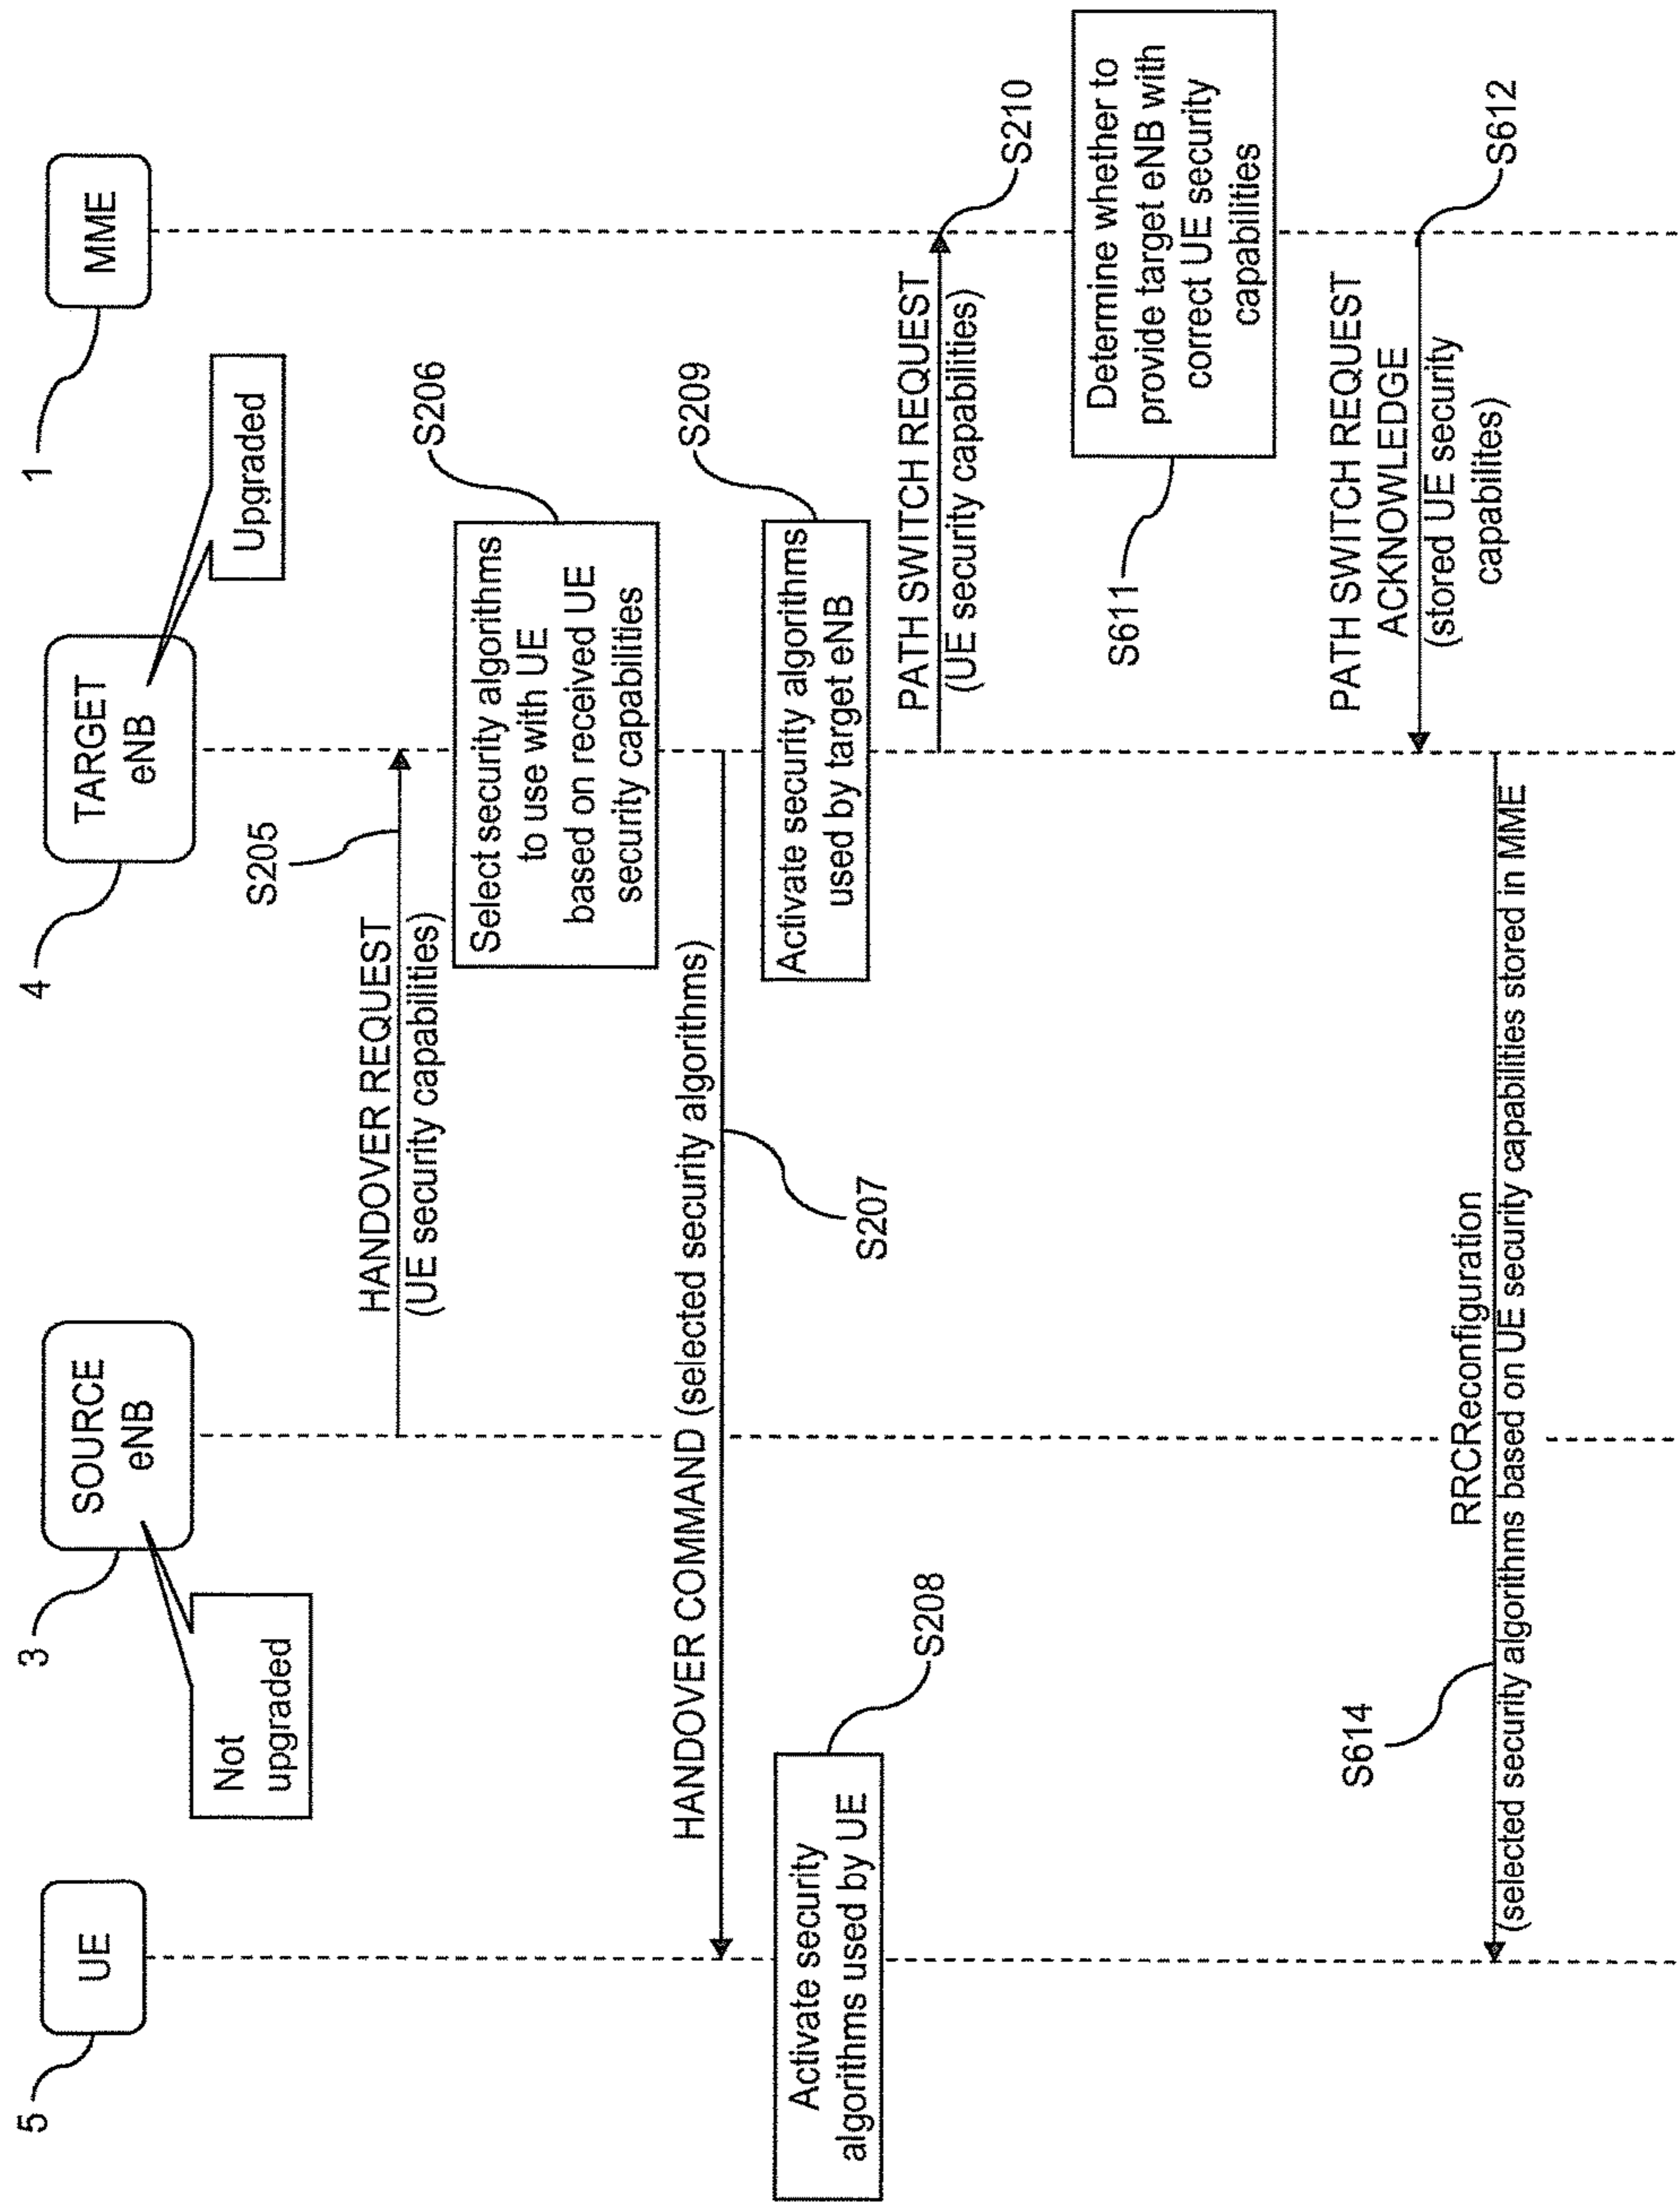 5
UE
3
SOURCE
eNB
Not
upgraded
4
TARGET
eNB
Upgraded
1
MME
HANDOVER REQUEST
(UE security capabilities)
S205
Select security algorithms
to use with UE
based on received UE
security capabilities
S206
HANDOVER COMMAND (selected security algorithms)
S207
Activate security
algorithms used by UE
S208
Activate security algorithms
used by target eNB
S209
PATH SWITCH REQUEST
(UE security capabilities)
S210
Determine whether to
provide target eNB with
correct UE security
capabilities
S611
PATH SWITCH REQUEST
ACKNOWLEDGE
(stored UE security
capabilites)
S612
RRCReconfiguration
(selected security algorithms based on UE security capabilities stored in MME
S614